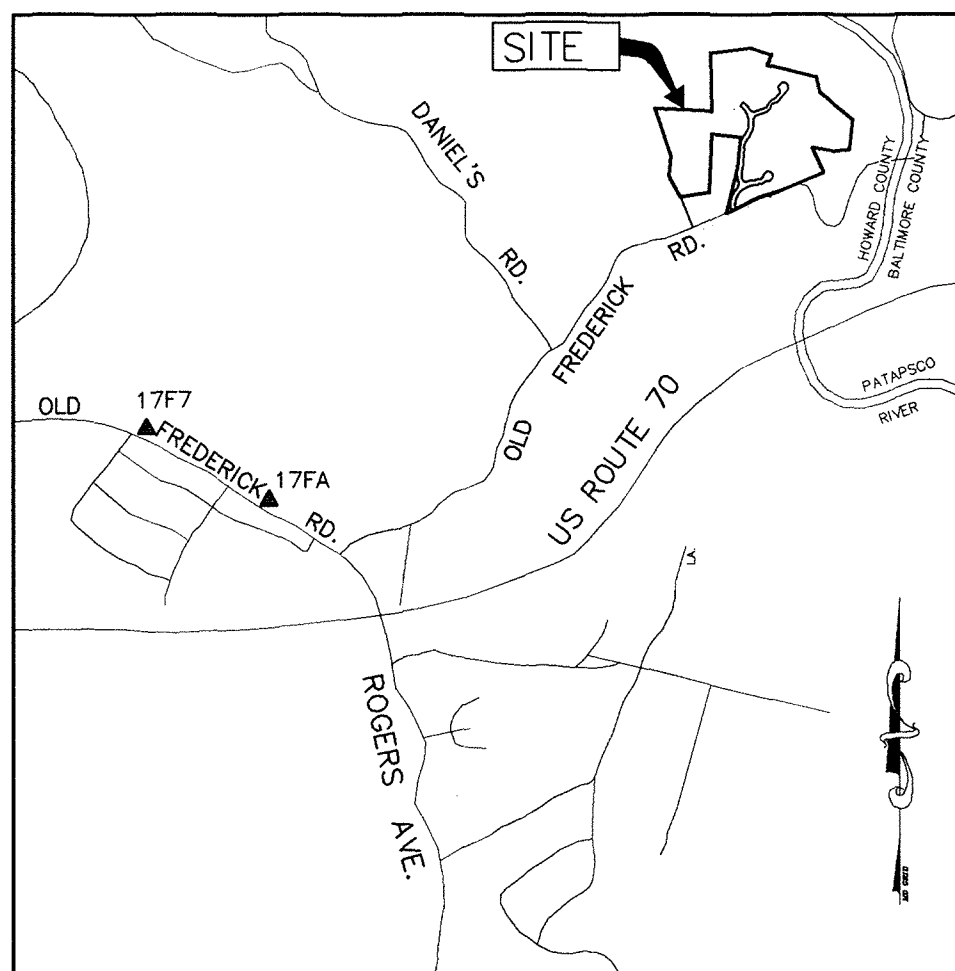 SITE
DANIEL'S
RD.
HOWARD COUNTY
BALTIMORE COUNTY
RD.
FREDERICK
OLD
PATAPSCO
RIVER
US ROUTE 70
OLD
17F7
FREDERICK
17FA
RD.
ROGERS
AVE.